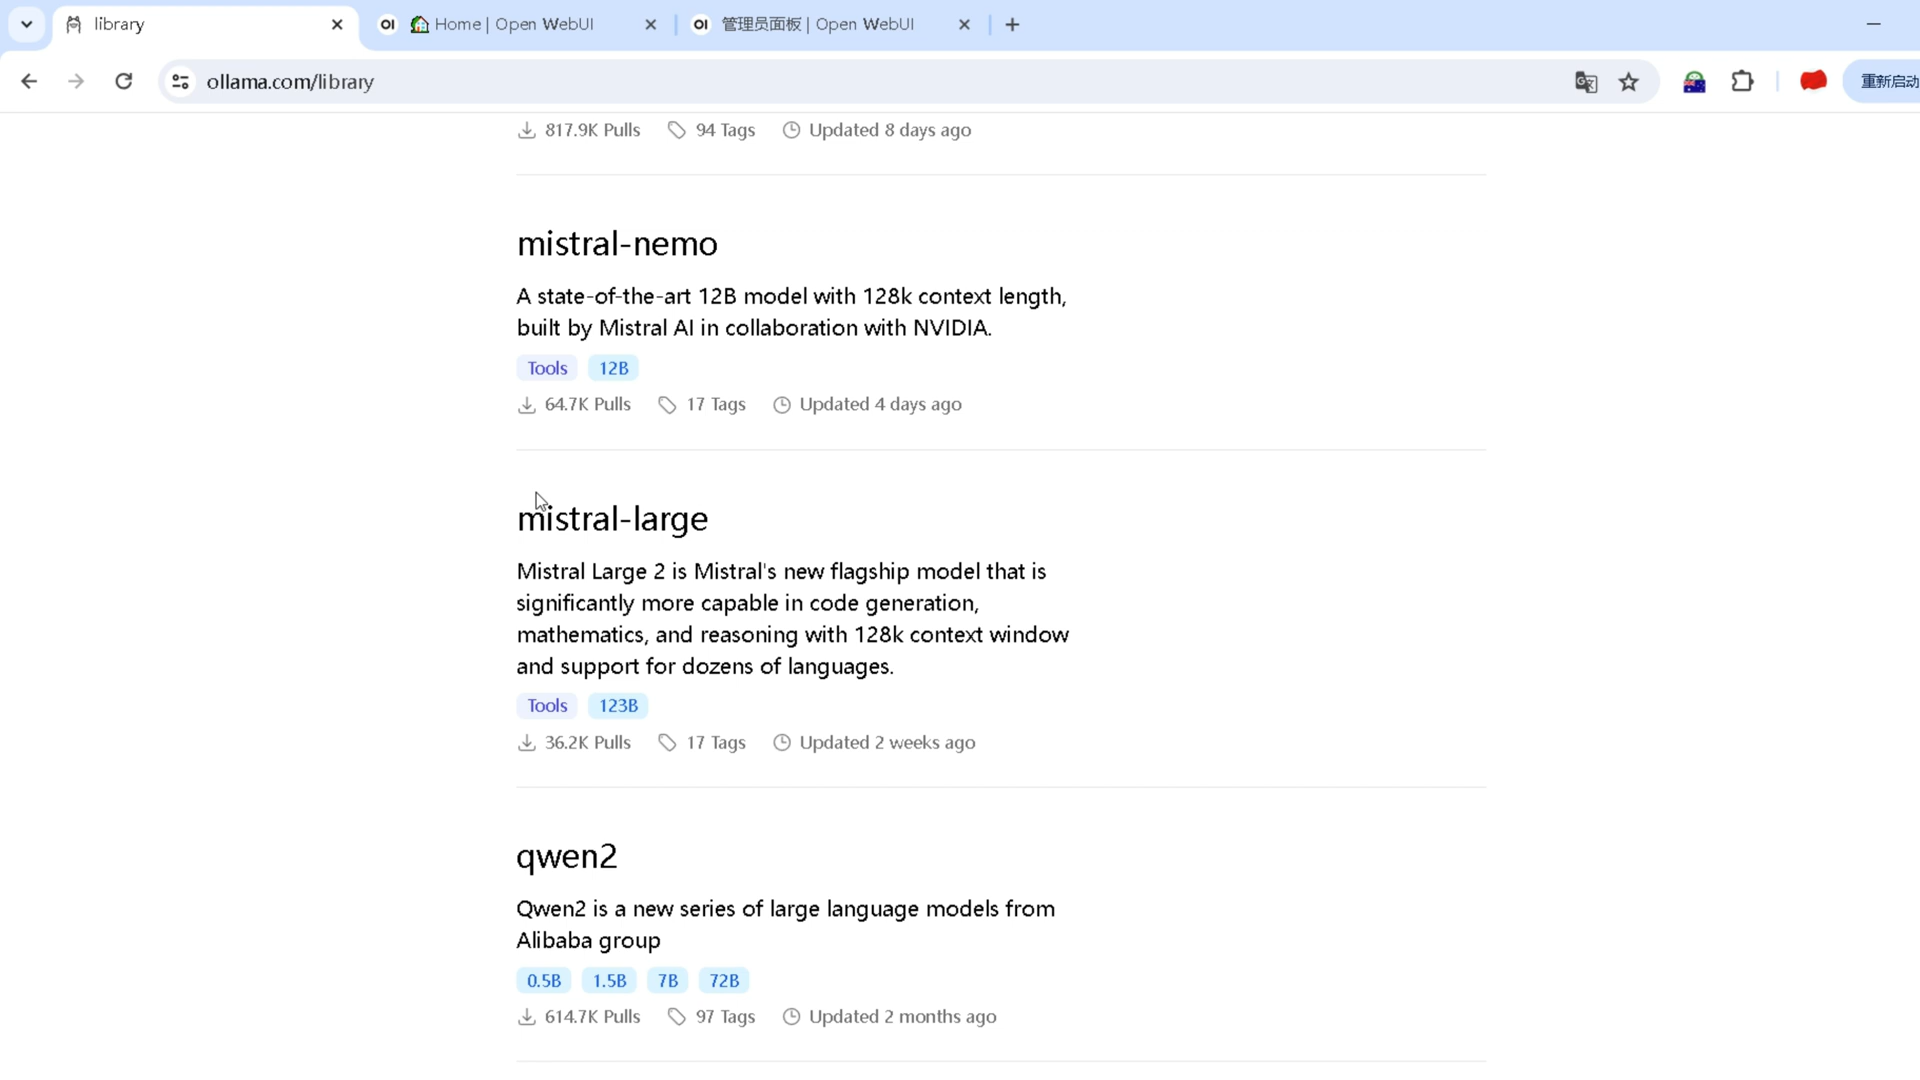 library
OI
Home | Open WebUI
OI
管理员面板 | Open WebUI
ollama.com/library
重新启动
817.9K Pulls 94 Tags Updated 8 days ago
mistral-nemo
A state-of-the-art 12B model with 128k context length,
built by Mistral AI in collaboration with NVIDIA.
Tools 12B
64.7K Pulls 17 Tags Updated 4 days ago
mistral-large
Mistral Large 2 is Mistral's new flagship model that is
significantly more capable in code generation,
mathematics, and reasoning with 128k context window
and support for dozens of languages.
Tools 123B
36.2K Pulls 17 Tags Updated 2 weeks ago
qwen2
Qwen2 is a new series of large language models from
Alibaba group
0.5B 1.5B 7B 72B
614.7K Pulls 97 Tags Updated 2 months ago